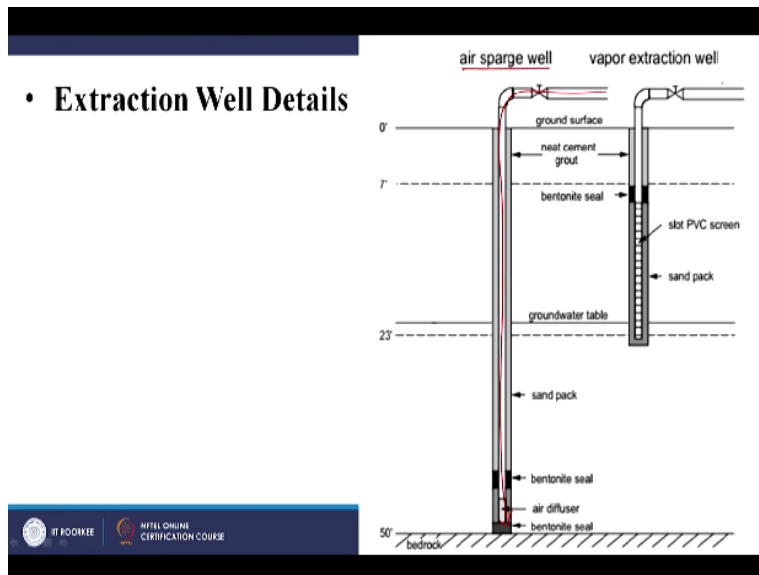 • Extraction Well Details
air sparge well
vapor extraction well
ground surface
0'
neat cement
grout
7'
bentonite seal
slot PVC screen
sand pack
groundwater table
23'
sand pack
bentonite seal
air diffuser
bentonite seal
50'
bedrock
IIT ROORKEE
NPTEL ONLINE
CERTIFICATION COURSE